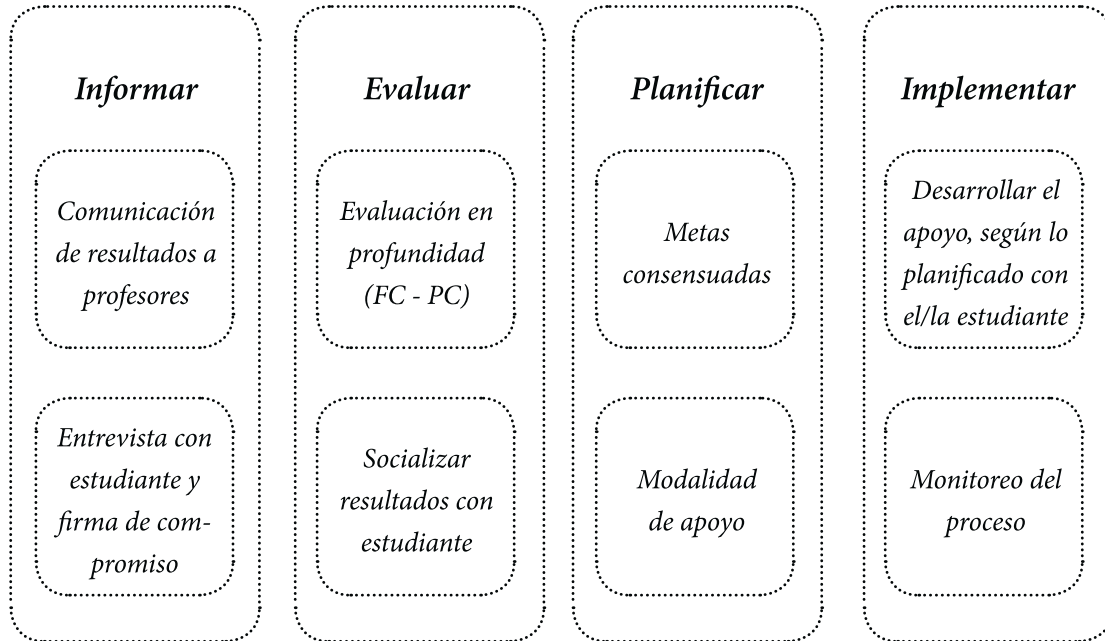 Informar
Comunicación
de resultados a
profesores
Entrevista con
estudiante y
firma de com-
promiso
Evaluar
Evaluación en
profundidad
(FC - PC)
Socializar
resultados con
estudiante
Planificar
Metas
consensuadas
Modalidad
de apoyo
Implementar
Desarrollar el
apoyo, según lo
planificado con
el/la estudiante
Monitoreo del
proceso